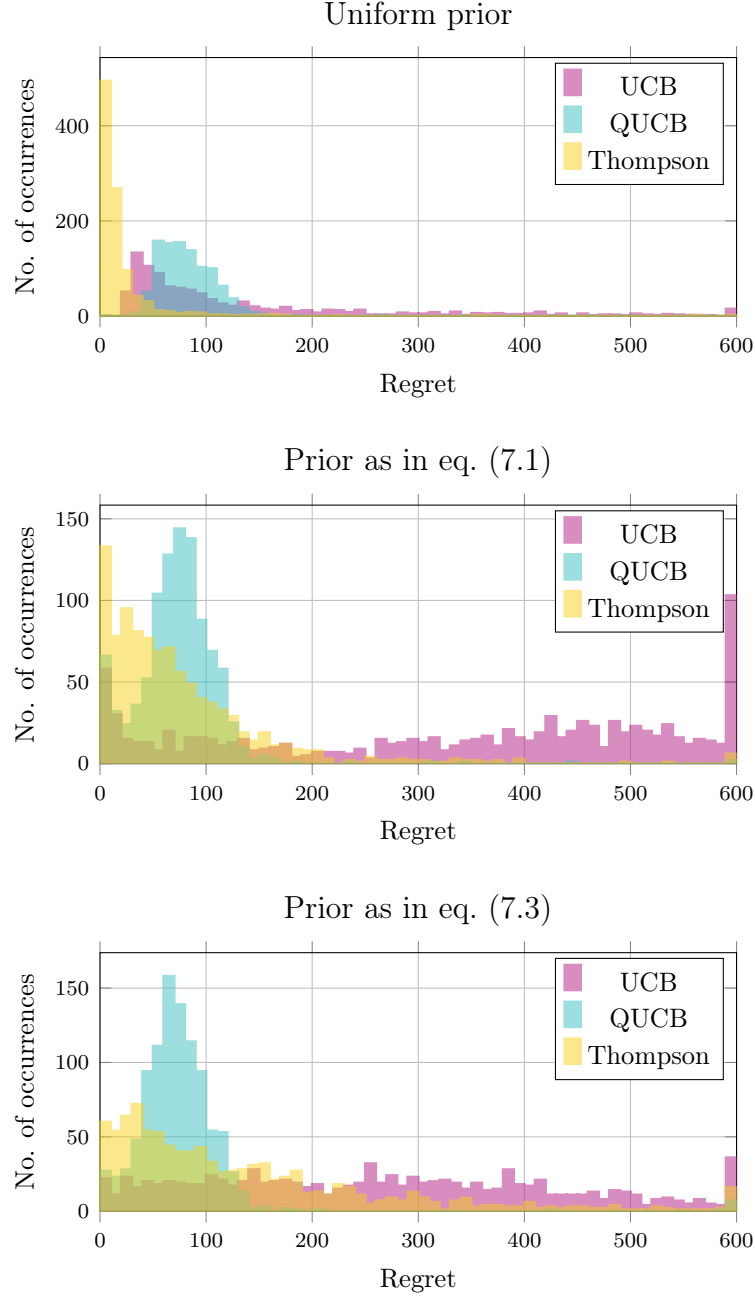 Uniform prior
No. of occurrences
400
200
0
UCB
QUCB
Thompson
0 100 200 300 400 500 600
Regret
Prior as in eq. (7.1)
No. of occurrences
150
100
50
0
UCB
QUCB
Thompson
0 100 200 300 400 500 600
Regret
Prior as in eq. (7.3)
No. of occurrences
150
100
50
0
UCB
QUCB
Thompson
0 100 200 300 400 500 600
Regret